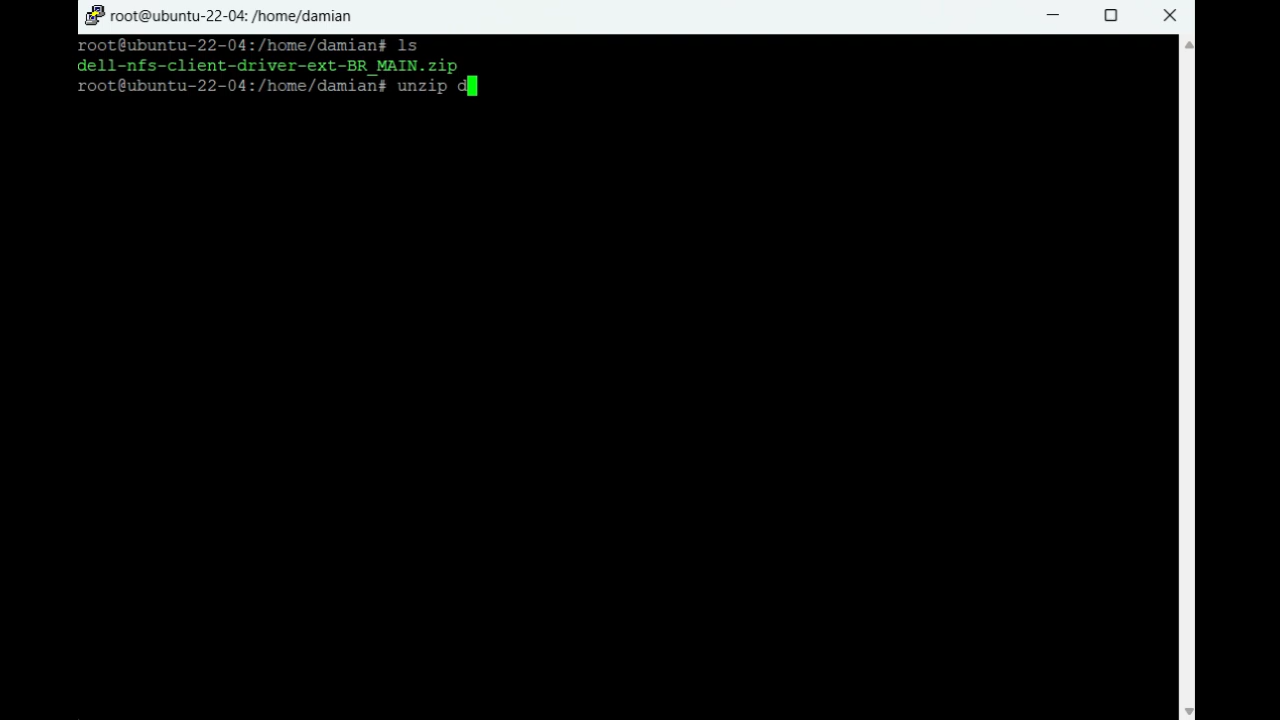 root@ubuntu-22-04: /home/damian
root@ubuntu-22-04:/home/damian# ls
dell-nfs-client-driver-ext-BR_MAIN.zip
root@ubuntu-22-04:/home/damian# unzip d